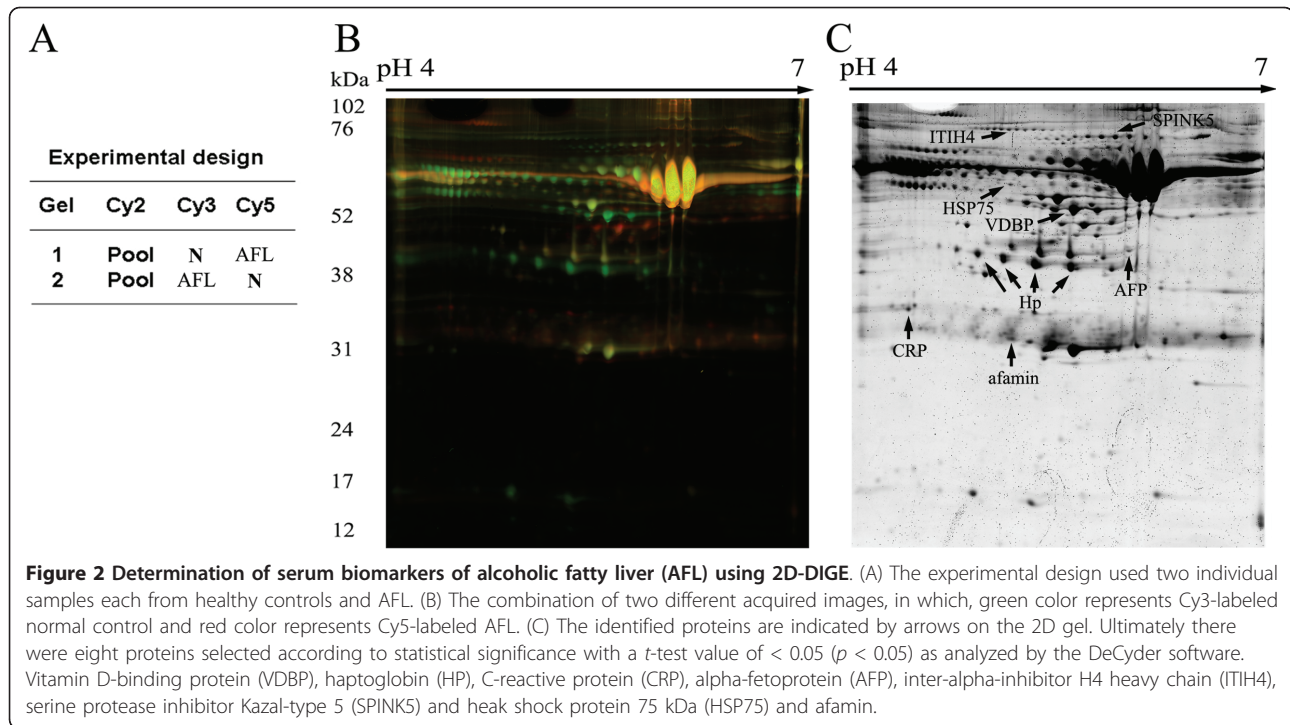 A
Experimental design
Gel Cy2 Cy3 Cy5
1 Pool N AFL
2 Pool AFL N
B
pH 4 7
kDa
102
76
52
38
31
24
17
12
C
pH 4 7
SPINK5
ITIH4
HSP75
VDBP
Hp
AFP
CRP
afamin
Figure 2 Determination of serum biomarkers of alcoholic fatty liver (AFL) using 2D-DIGE. (A) The experimental design used two individual
samples each from healthy controls and AFL. (B) The combination of two different acquired images, in which, green color represents Cy3-labeled
normal control and red color represents Cy5-labeled AFL. (C) The identified proteins are indicated by arrows on the 2D gel. Ultimately there
were eight proteins selected according to statistical significance with a t-test value of < 0.05 (p < 0.05) as analyzed by the DeCyder software.
Vitamin D-binding protein (VDBP), haptoglobin (HP), C-reactive protein (CRP), alpha-fetoprotein (AFP), inter-alpha-inhibitor H4 heavy chain (ITIH4),
serine protease inhibitor Kazal-type 5 (SPINK5) and heak shock protein 75 kDa (HSP75) and afamin.